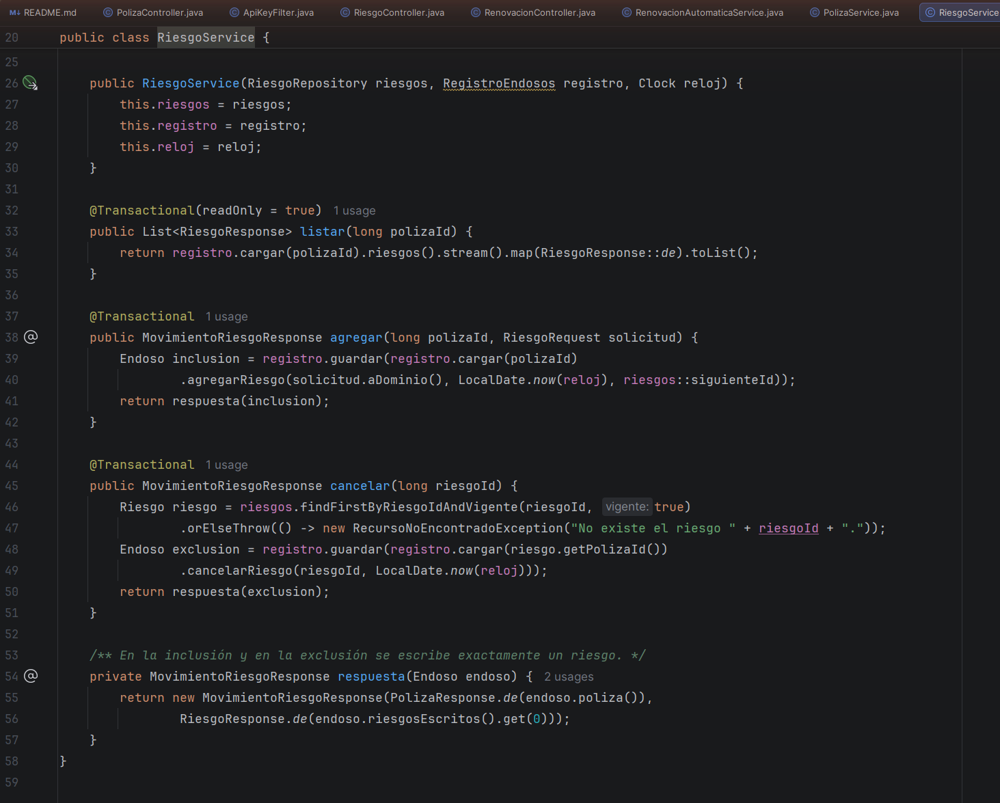 README.md PolizaController.java ApiKeyFilter.java RiesgoController.java RenovacionController.java RenovacionAutomaticaService.java PolizaService.java RiesgoService
20 public class RiesgoService {
25
26 public RiesgoService(RiesgoRepository riesgos, RegistroEndosos registro, Clock reloj) {
27 this.riesgos = riesgos;
28 this.registro = registro;
29 this.reloj = reloj;
30 }
31
32 @Transactional(readOnly = true) 1 usage
33 public List<RiesgoResponse> listar(long polizaId) {
34 return registro.cargar(polizaId).riesgos().stream().map(RiesgoResponse::de).toList();
35 }
36
37 @Transactional 1 usage
38 public MovimientoRiesgoResponse agregar(long polizaId, RiesgoRequest solicitud) {
39 Endoso inclusion = registro.guardar(registro.cargar(polizaId)
40 .agregarRiesgo(solicitud.aDominio(), LocalDate.now(reloj), riesgos::siguienteId));
41 return respuesta(inclusion);
42 }
43
44 @Transactional 1 usage
45 public MovimientoRiesgoResponse cancelar(long riesgoId) {
46 Riesgo riesgo = riesgos.findFirstByRiesgoIdAndVigente(riesgoId, vigente: true)
47 .orElseThrow(() -> new RecursoNoEncontradoException("No existe el riesgo " + riesgoId + "."));
48 Endoso exclusion = registro.guardar(registro.cargar(riesgo.getPolizaId())
49 .cancelarRiesgo(riesgoId, LocalDate.now(reloj)));
50 return respuesta(exclusion);
51 }
52
53 /** En la inclusión y en la exclusión se escribe exactamente un riesgo. */
54 private MovimientoRiesgoResponse respuesta(Endoso endoso) { 2 usages
55 return new MovimientoRiesgoResponse(PolizaResponse.de(endoso.poliza()),
56 RiesgoResponse.de(endoso.riesgosEscritos().get(0)));
57 }
58 }
59